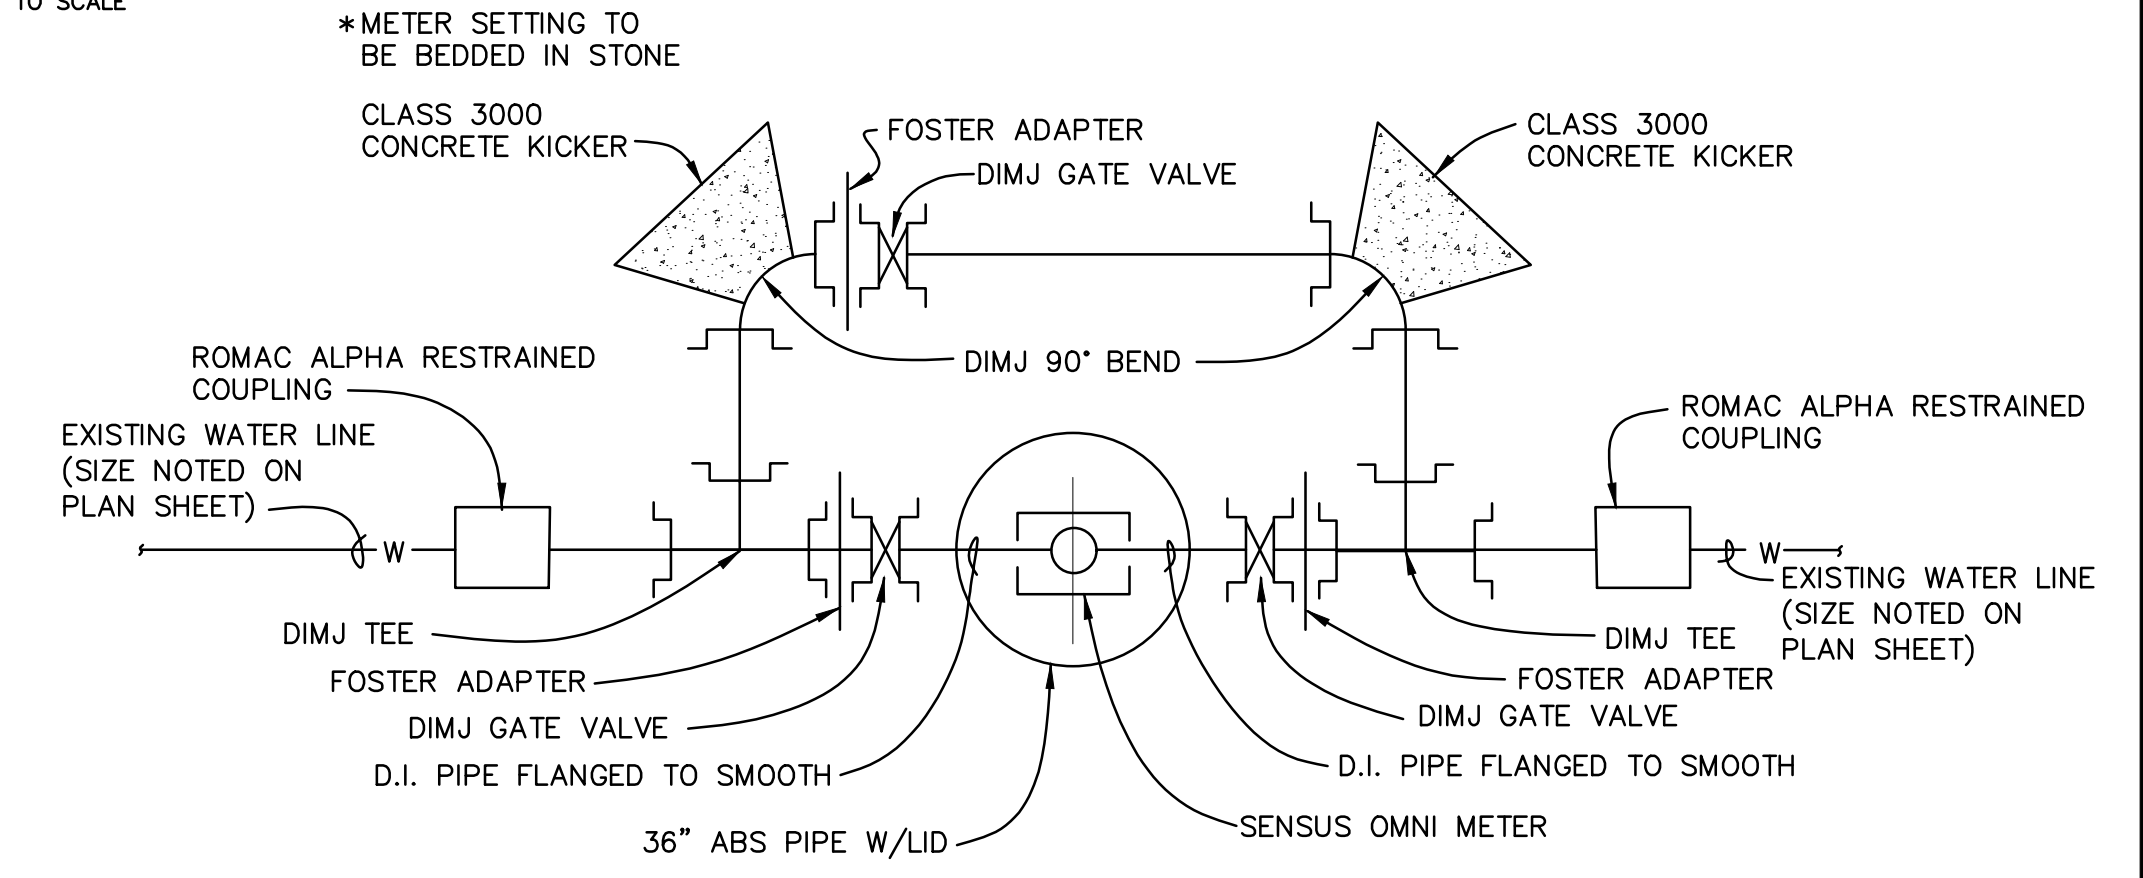 TO SCALE
*METER SETTING TO
BE BEDDED IN STONE
CLASS 3000
CONCRETE KICKER
FOSTER ADAPTER
DIMJ GATE VALVE
CLASS 3000
CONCRETE KICKER
DIMJ 90° BEND
ROMAC ALPHA RESTRAINED
COUPLING
EXISTING WATER LINE
(SIZE NOTED ON
PLAN SHEET)
W
ROMAC ALPHA RESTRAINED
COUPLING
W
EXISTING WATER LINE
(SIZE NOTED ON
PLAN SHEET)
DIMJ TEE
FOSTER ADAPTER
DIMJ GATE VALVE
D.I. PIPE FLANGED TO SMOOTH
36" ABS PIPE W/LID
DIMJ TEE
FOSTER ADAPTER
DIMJ GATE VALVE
D.I. PIPE FLANGED TO SMOOTH
SENSUS OMNI METER